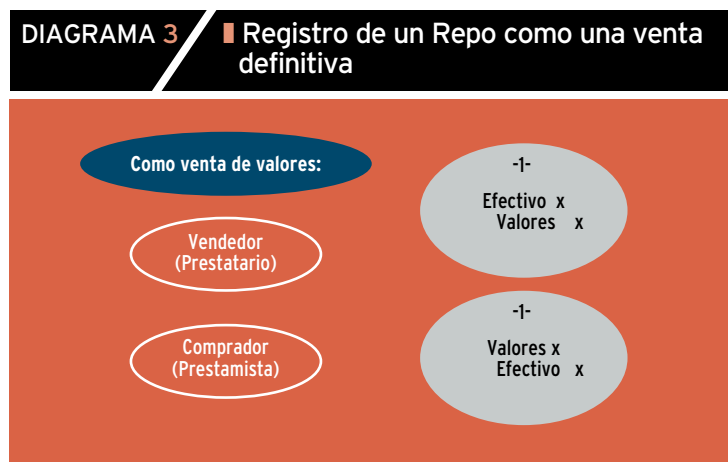 DIAGRAMA 3
Registro de un Repo como una venta
definitiva
Como venta de valores:
-1-
Efectivo x
Valores x
Vendedor
(Prestatario)
-1-
Valores x
Efectivo x
Comprador
(Prestamista)